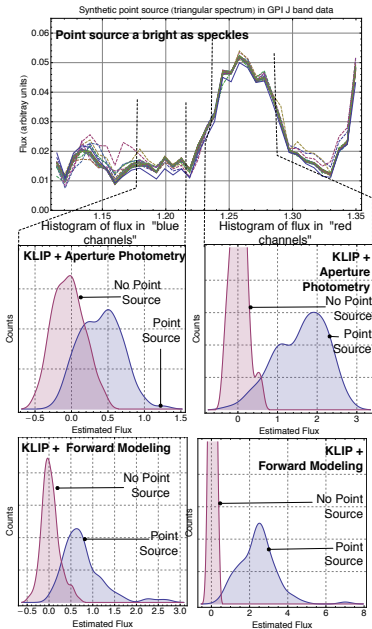 Synthetic point source (triangular spectrum) in GPI J band data
Point source a bright as speckles
Flux (arbitray units)
0.06
0.05
0.04
0.03
0.02
0.01
0.00
1.15 1.20 1.25 1.30 1.35
Histogram of flux in "blue channels"
Histogram of flux in "red channels"
KLIP + Aperture Photometry
No Point Source
Point Source
Counts
−0.5 0.0 0.5 1.0 1.5
Estimated Flux
KLIP + Aperture Photometry
No Point Source
Point Source
Counts
0 1 2 3
Estimated Flux
KLIP + Forward Modeling
No Point Source
Point Source
Counts
−0.5 0.0 0.5 1.0 1.5 2.0 2.5 3.0
Estimated Flux
KLIP + Forward Modeling
No Point Source
Point Source
Counts
0 2 4 6 8
Estimated Flux